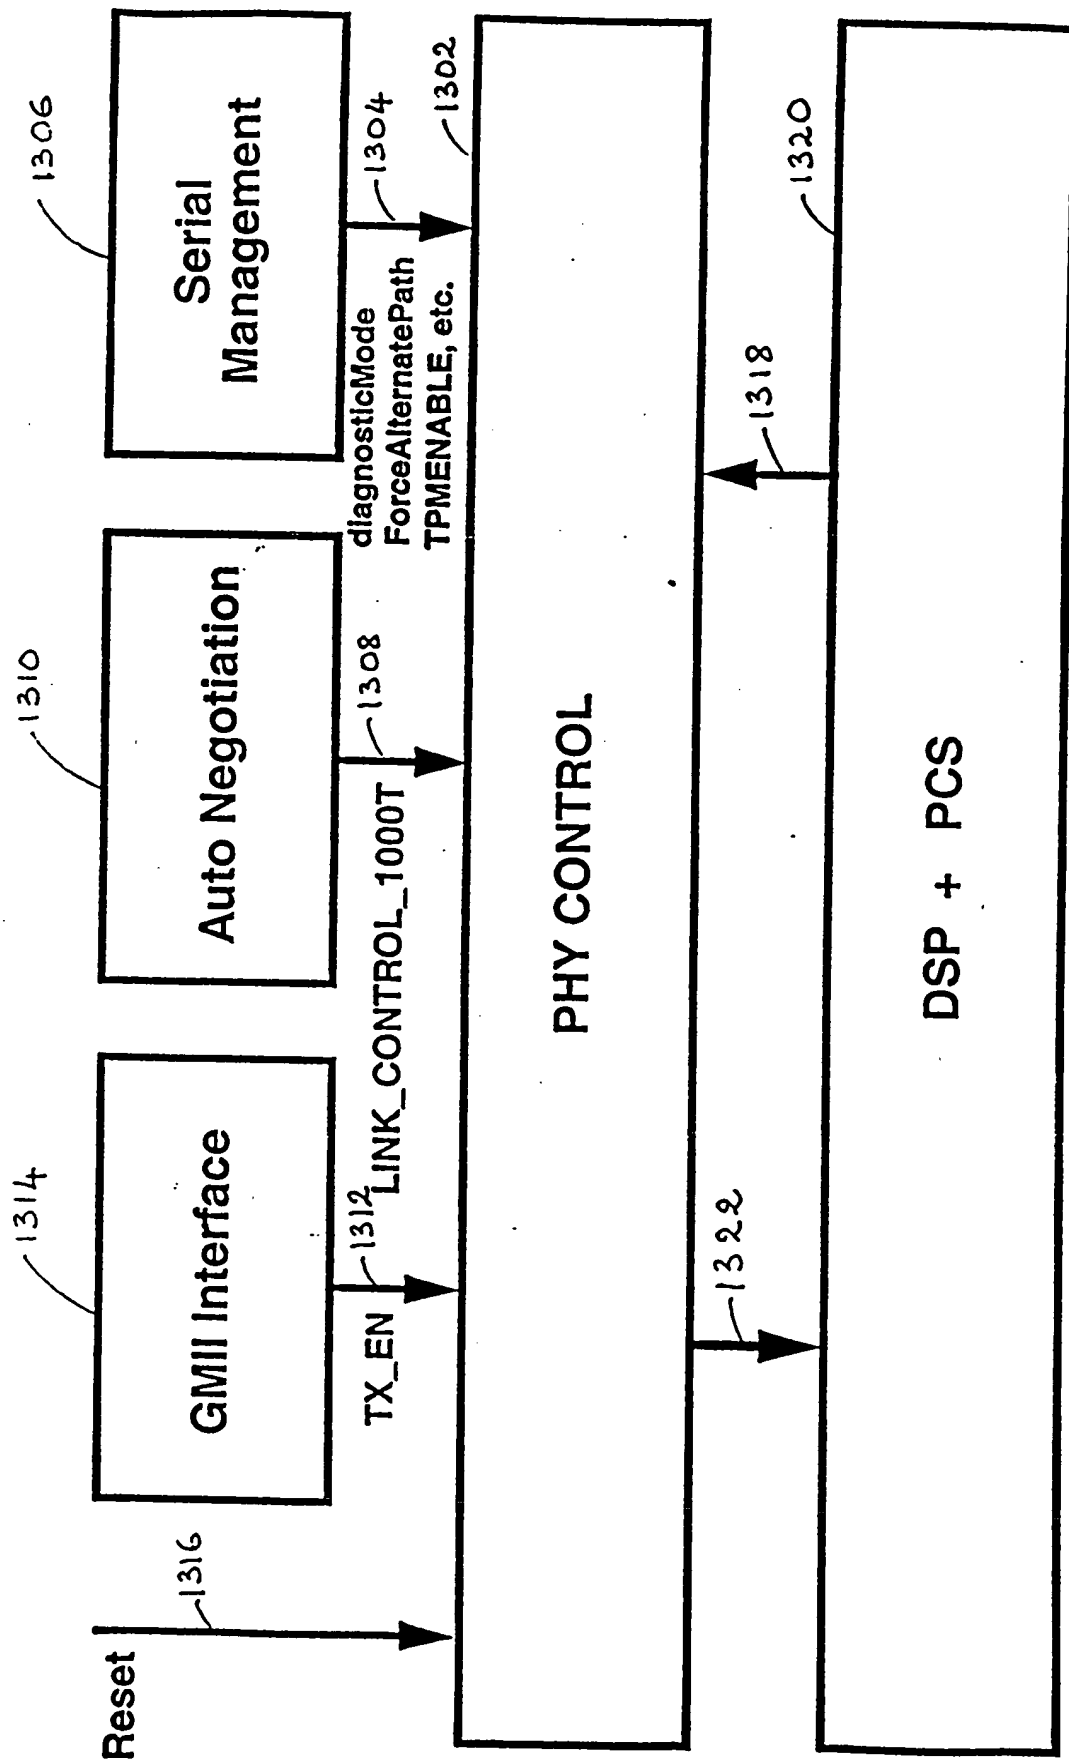 1314
1310
1306
GMII Interface
Auto Negotiation
Serial
Management
Reset
1316
TX_EN
1312
LINK_CONTROL_1000T
1308
diagnosticMode
ForceAlternatePath
TPMENABLE, etc.
1304
1302
PHY CONTROL
1322
1318
1320
DSP + PCS